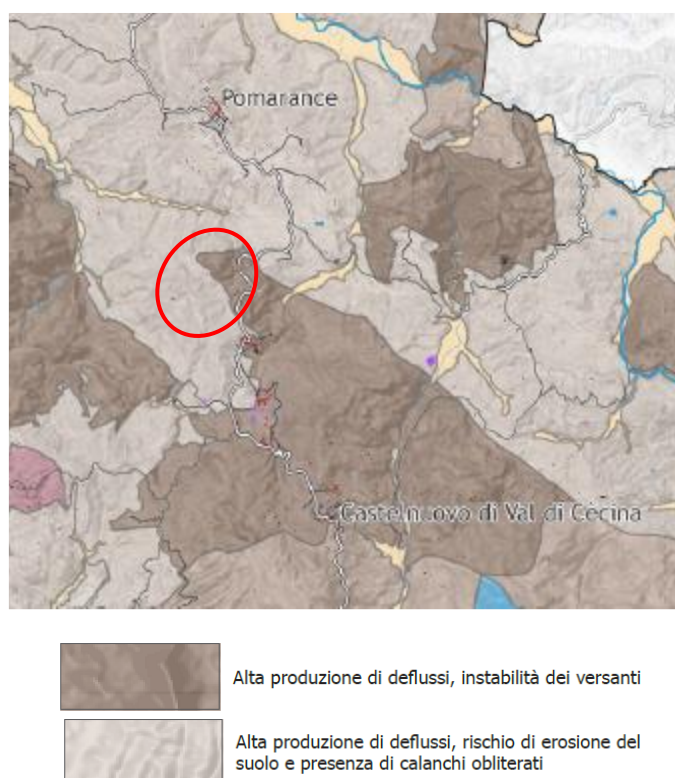 Pomarance
Castelnuovo di Val di Cecina
Alta produzione di deflussi, instabilità dei versanti
Alta produzione di deflussi, rischio di erosione del
suolo e presenza di calanchi obliterati